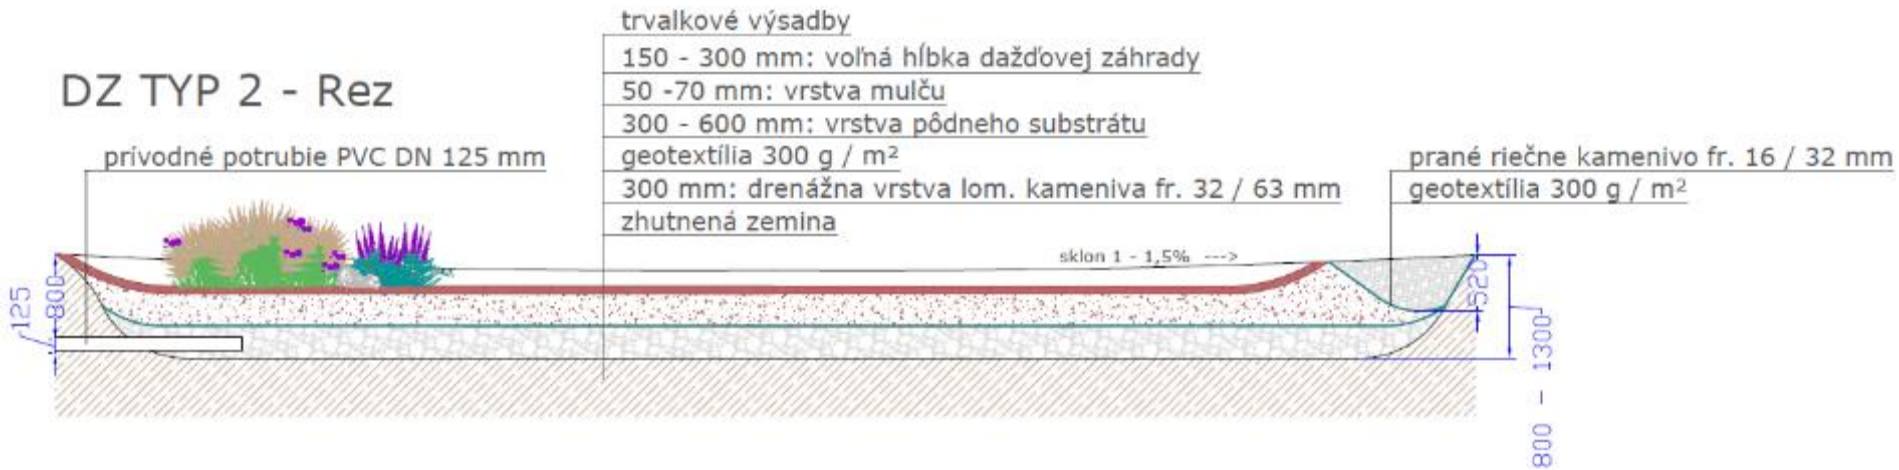 DZ TYP 2 - Rez
prívodné potrubie PVC DN 125 mm
trvalkové výsadby
150 - 300 mm: voľná hĺbka dažďovej záhrady
50 -70 mm: vrstva mulču
300 - 600 mm: vrstva pôdneho substrátu
geotextília 300 g / m²
300 mm: drenážna vrstva lom. kameniva fr. 32 / 63 mm
zhutnená zemina
prané riečne kamenivo fr. 16 / 32 mm
geotextília 300 g / m²
sklon 1 - 1,5% --->
125
800
520
800 - 1300